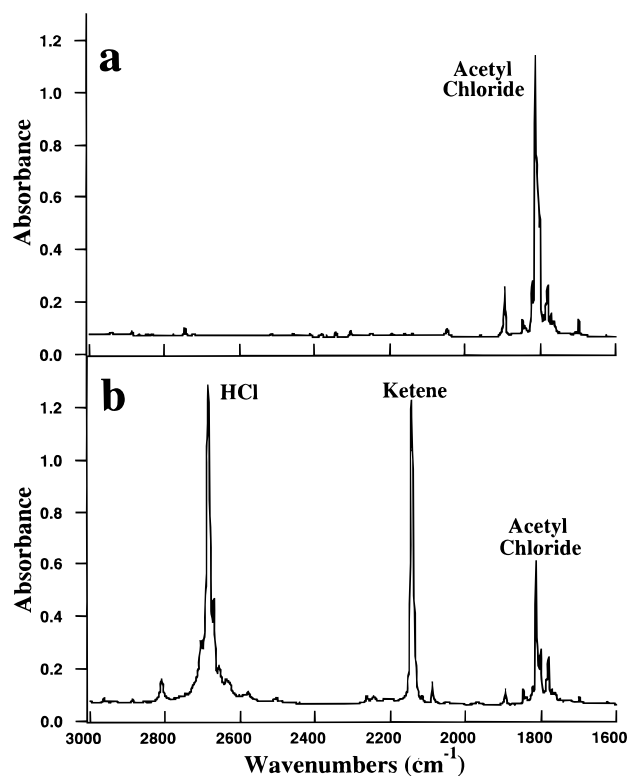 a
Acetyl
Chloride
Absorbance
1.2
1.0
0.8
0.6
0.4
0.2
0.0
b
HCl
Ketene
Acetyl
Chloride
Absorbance
1.2
1.0
0.8
0.6
0.4
0.2
0.0
3000 2800 2600 2400 2200 2000 1800 1600
Wavenumbers (cm-1)